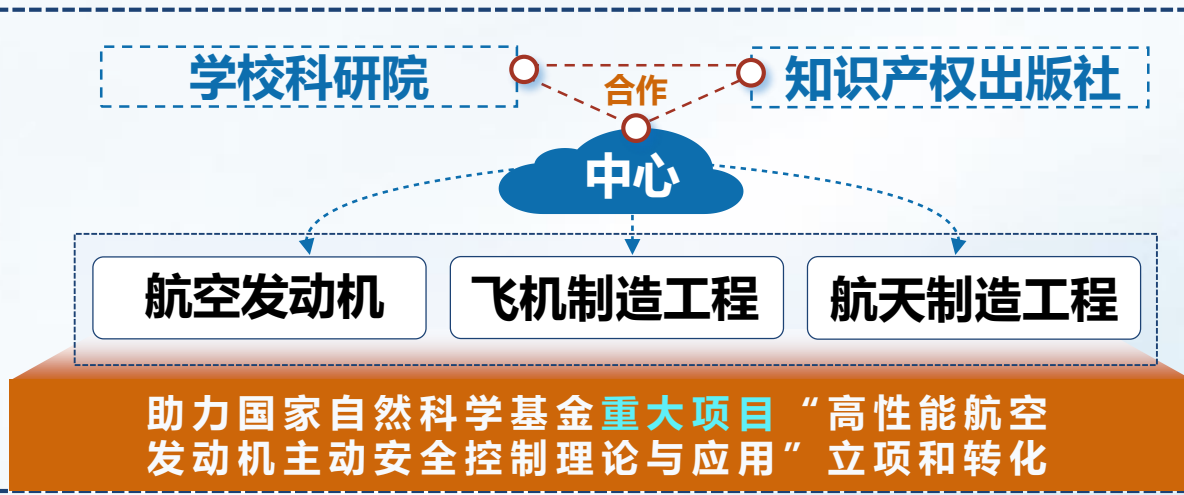 学校科研院
合作
知识产权出版社
中心
航空发动机
飞机制造工程
航天制造工程
助力国家自然科学基金重大项目“高性能航空
发动机主动安全控制理论与应用”立项和转化